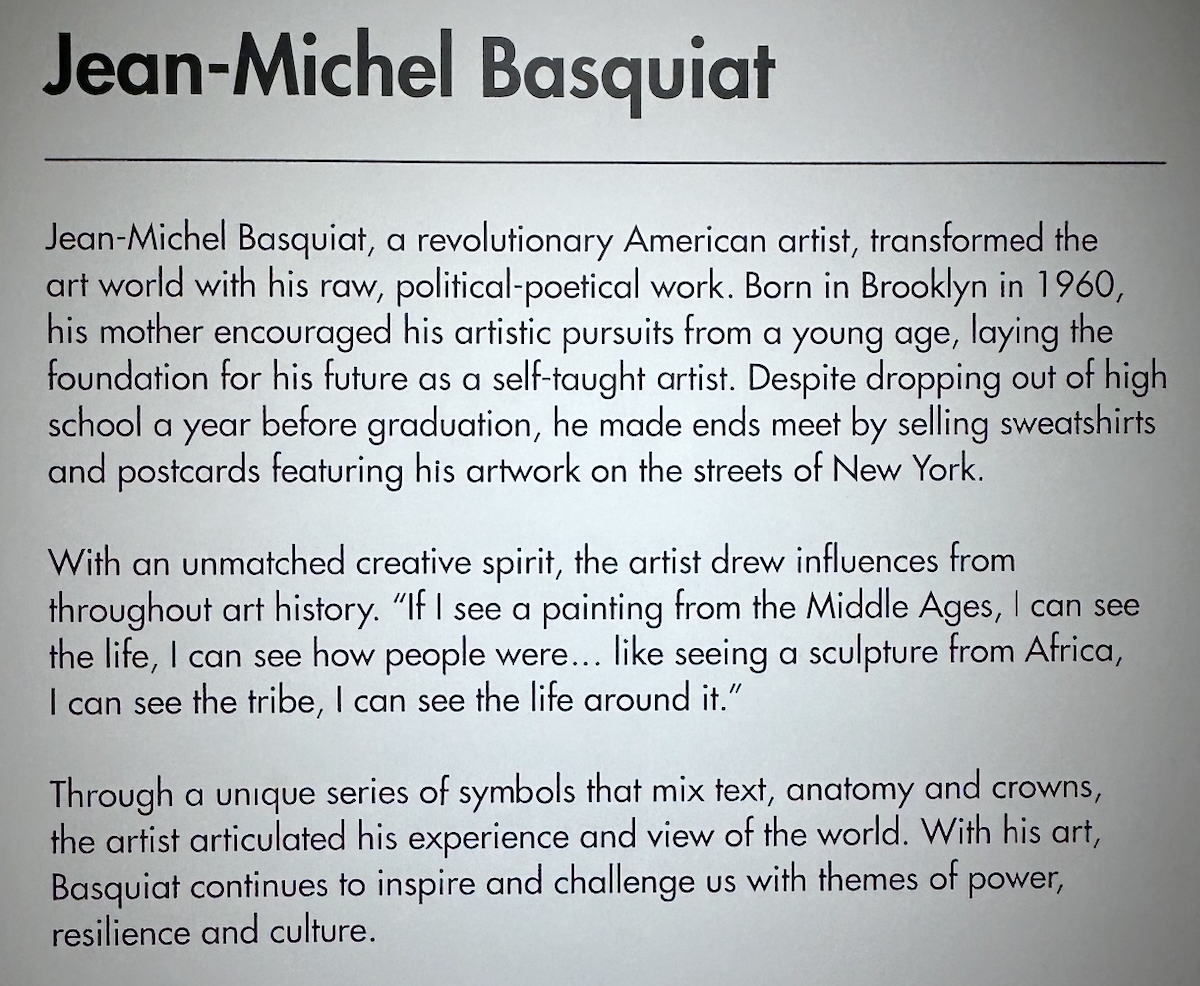 Jean-Michel Basquiat
Jean-Michel Basquiat, a revolutionary American artist, transformed the
art world with his raw, political-poetical work. Born in Brooklyn in 1960,
his mother encouraged his artistic pursuits from a young age, laying the
foundation for his future as a self-taught artist. Despite dropping out of high
school a year before graduation, he made ends meet by selling sweatshirts
and postcards featuring his artwork on the streets of New York.
With an unmatched creative spirit, the artist drew influences from
throughout art history. “If I see a painting from the Middle Ages, I can see
the life, I can see how people were… like seeing a sculpture from Africa,
I can see the tribe, I can see the life around it.”
Through a unique series of symbols that mix text, anatomy and crowns,
the artist articulated his experience and view of the world. With his art,
Basquiat continues to inspire and challenge us with themes of power,
resilience and culture.